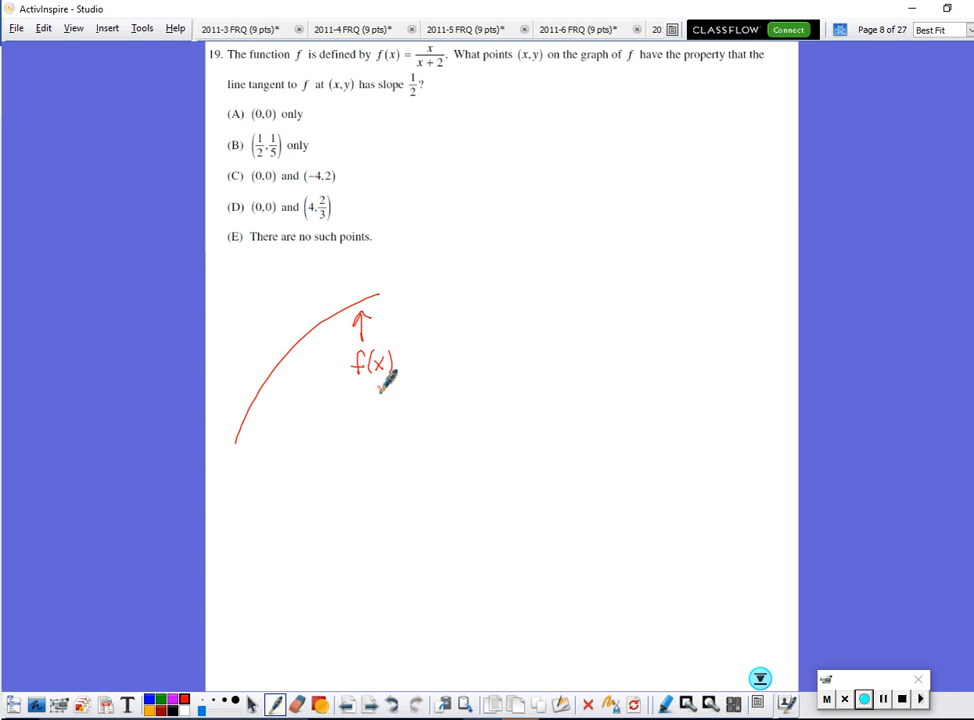 ActivInspire - Studio
File Edit View Insert Tools Help 2011-3 FRQ (9 pts)* 2011-4 FRQ (9 pts)* 2011-5 FRQ (9 pts)* 2011-6 FRQ (9 pts)* 20 CLASSFLOW Connect Page 8 of 27 Best Fit
19. The function f is defined by f(x) = x/(x + 2). What points (x, y) on the graph of f have the property that the
line tangent to f at (x, y) has slope 1/2?
(A) (0,0) only
(B) (1/2, 1/5) only
(C) (0,0) and (−4,2)
(D) (0,0) and (4, 2/3)
(E) There are no such points.
f(x)
M
T